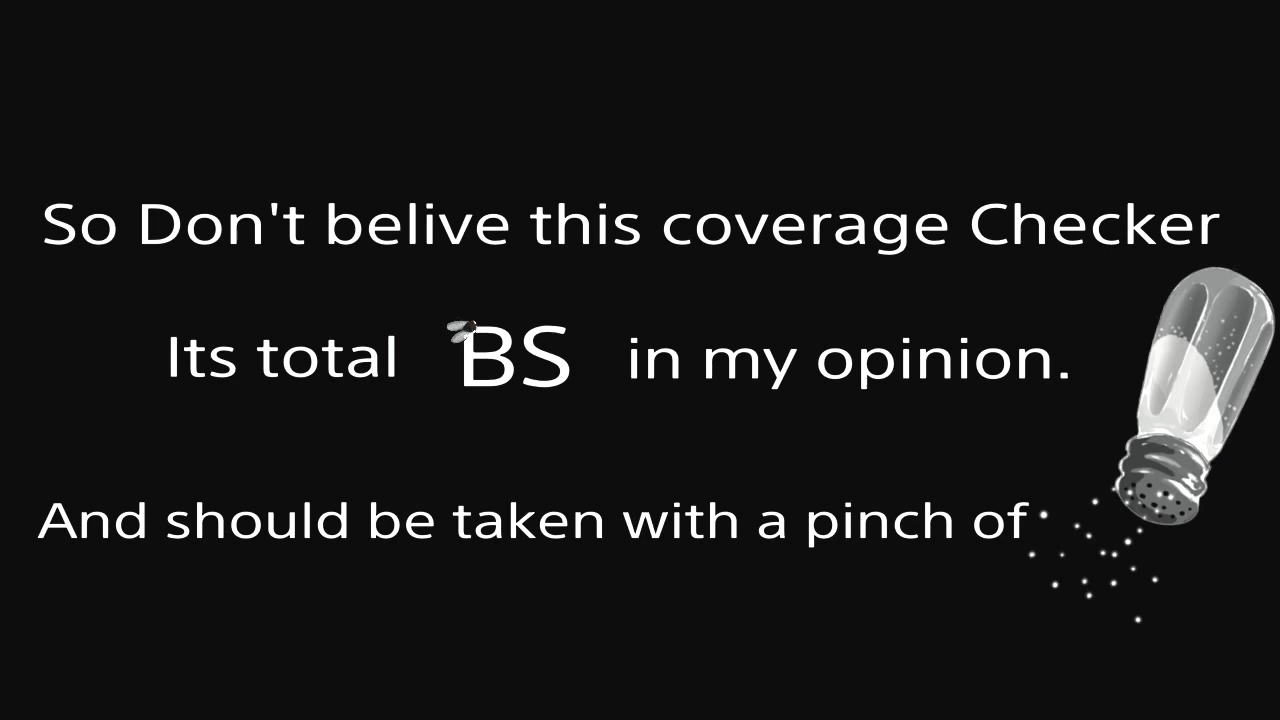 So Don't belive this coverage Checker
Its total BS in my opinion.
And should be taken with a pinch of